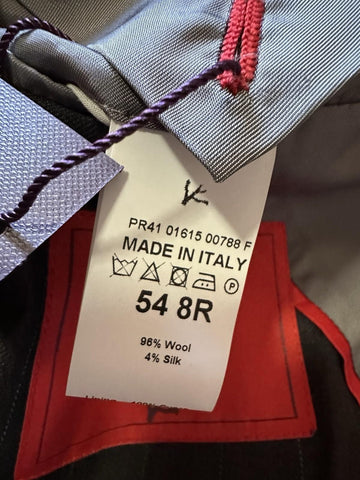 PR41 01615 00788 F
MADE IN ITALY
P
54 8R
96% Wool
4% Silk